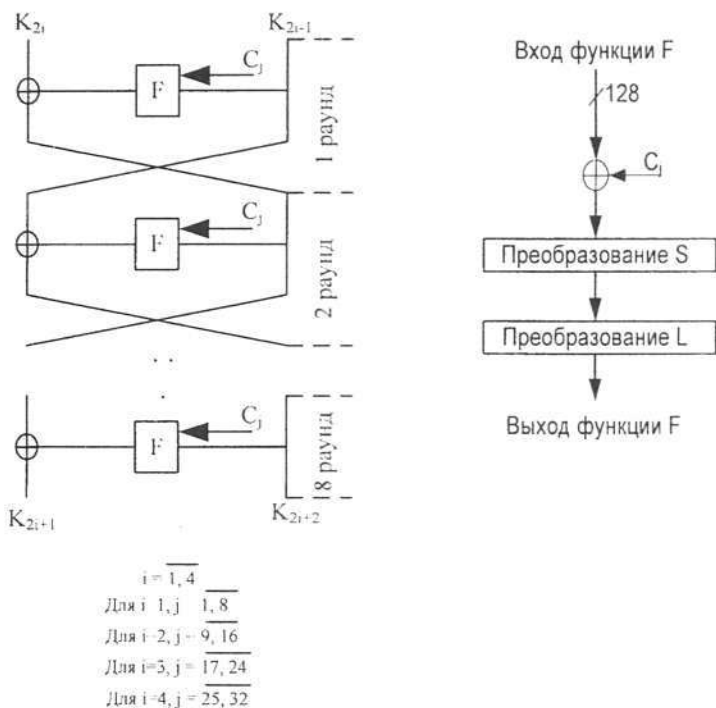 K₂ᵢ
K₂ᵢ₋₁
Cⱼ
F
1 раунд
Cⱼ
F
2 раунд
. .
.
Cⱼ
F
8 раунд
K₂ᵢ₊₁
K₂ᵢ₊₂
i = 1, 4
Для i=1, j = 1, 8
Для i=2, j = 9, 16
Для i=3, j = 17, 24
Для i=4, j = 25, 32
Вход функции F
128
Cⱼ
Преобразование S
Преобразование L
Выход функции F